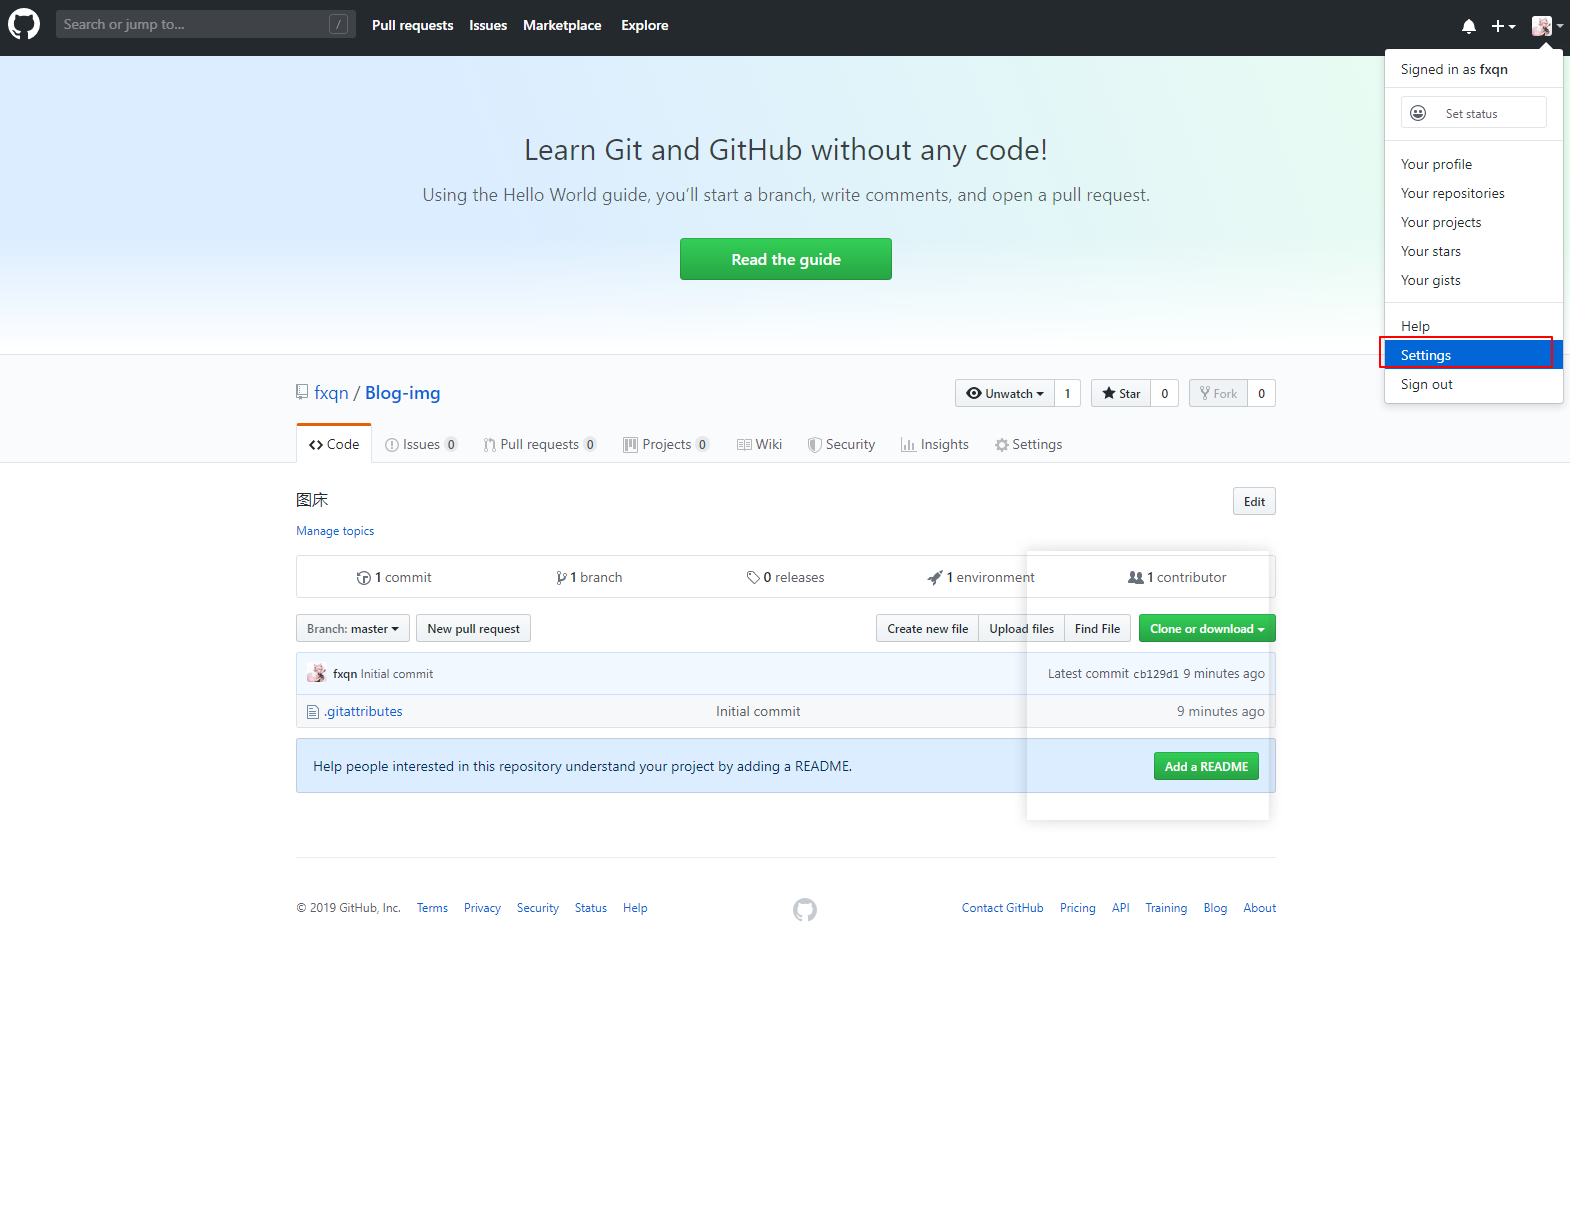 Search or jump to... / Pull requests Issues Marketplace Explore
Signed in as fxqn
Set status
Your profile
Your repositories
Your projects
Your stars
Your gists
Help
Settings
Sign out
Learn Git and GitHub without any code!
Using the Hello World guide, you’ll start a branch, write comments, and open a pull request.
Read the guide
fxqn / Blog-img Unwatch 1 Star 0 Fork 0
Code Issues 0 Pull requests 0 Projects 0 Wiki Security Insights Settings
图床 Edit
Manage topics
1 commit 1 branch 0 releases 1 environment 1 contributor
Branch: master New pull request Create new file Upload files Find File Clone or download
fxqn Initial commit Latest commit cb129d1 9 minutes ago
.gitattributes Initial commit 9 minutes ago
Help people interested in this repository understand your project by adding a README. Add a README
© 2019 GitHub, Inc. Terms Privacy Security Status Help Contact GitHub Pricing API Training Blog About